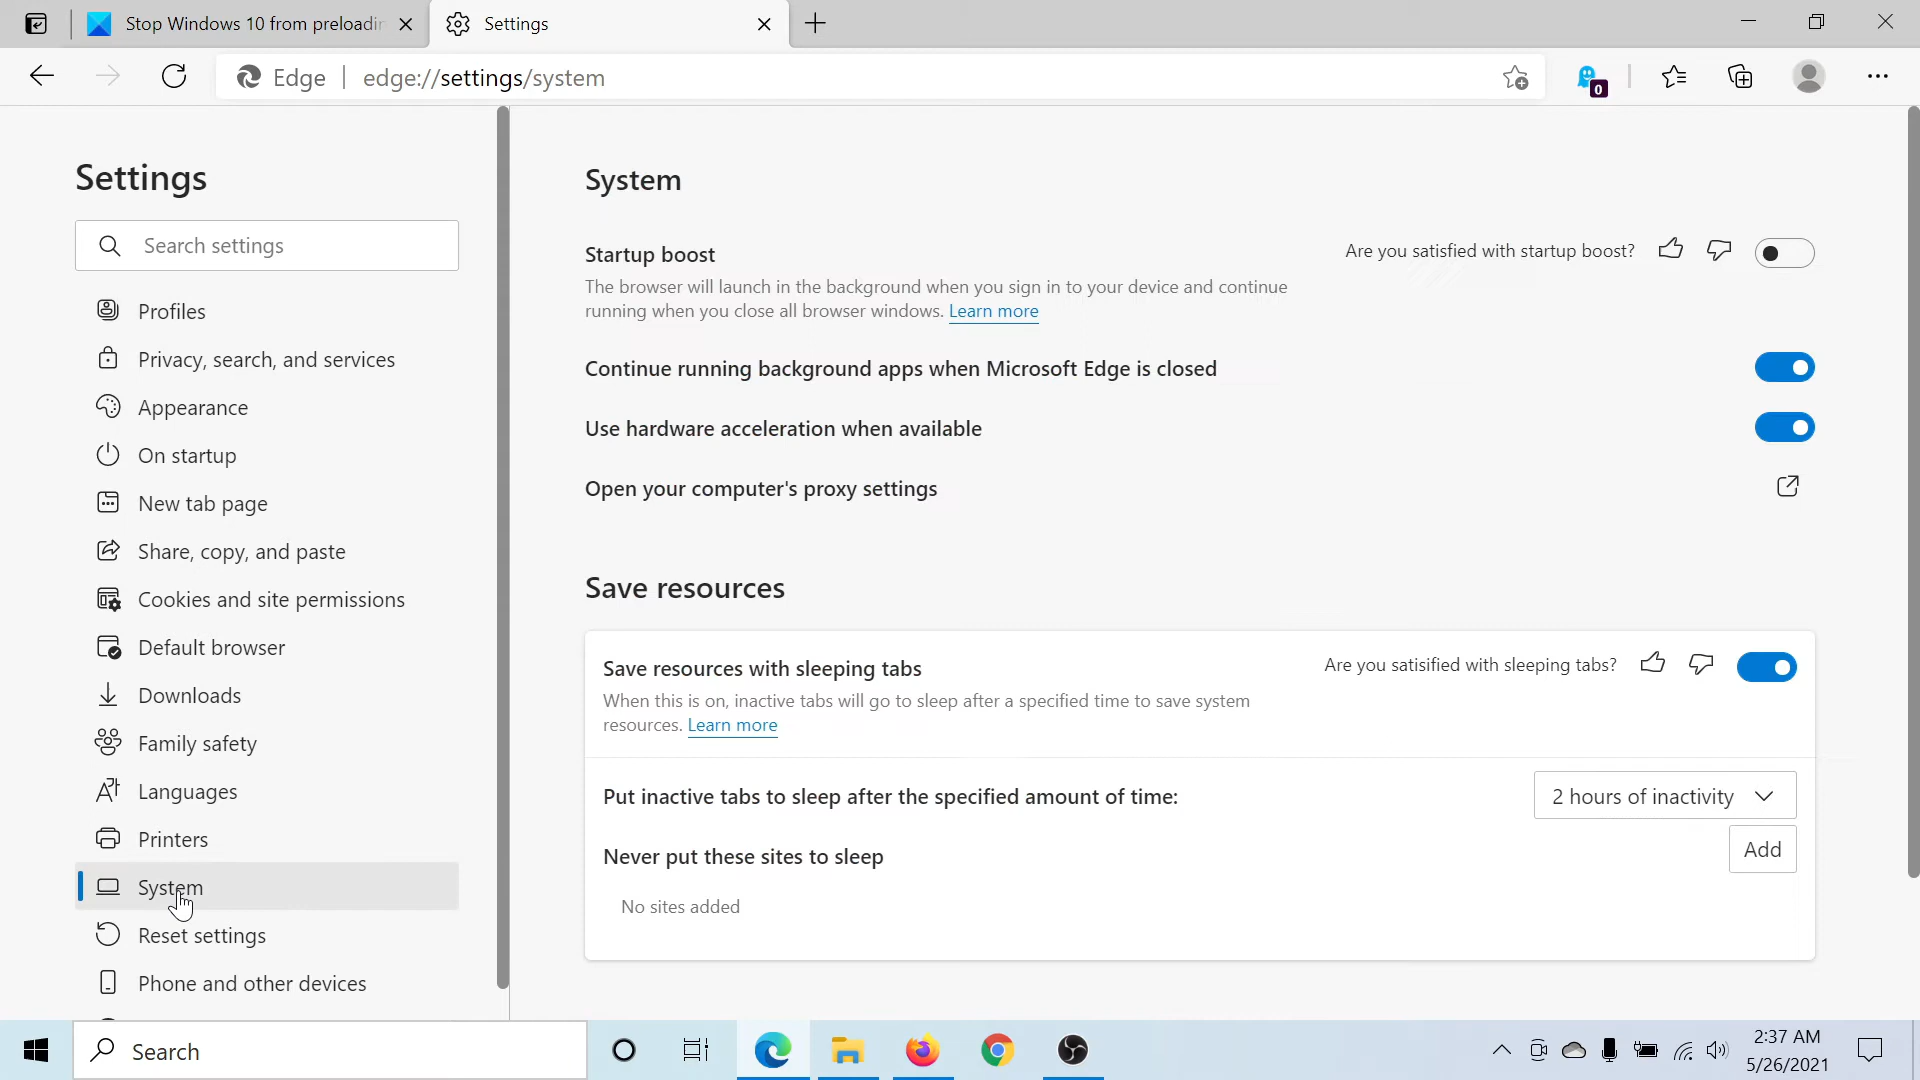 Stop Windows 10 from preloadin
Settings
Edge
edge://settings/system
0
Settings
Search settings
Profiles
Privacy, search, and services
Appearance
On startup
New tab page
Share, copy, and paste
Cookies and site permissions
Default browser
Downloads
Family safety
Languages
Printers
System
Reset settings
Phone and other devices
System
Startup boost
Are you satisfied with startup boost?
The browser will launch in the background when you sign in to your device and continue
running when you close all browser windows. Learn more
Continue running background apps when Microsoft Edge is closed
Use hardware acceleration when available
Open your computer's proxy settings
Save resources
Save resources with sleeping tabs
Are you satisified with sleeping tabs?
When this is on, inactive tabs will go to sleep after a specified time to save system
resources. Learn more
Put inactive tabs to sleep after the specified amount of time:
2 hours of inactivity
Never put these sites to sleep
Add
No sites added
Search
2:37 AM
5/26/2021